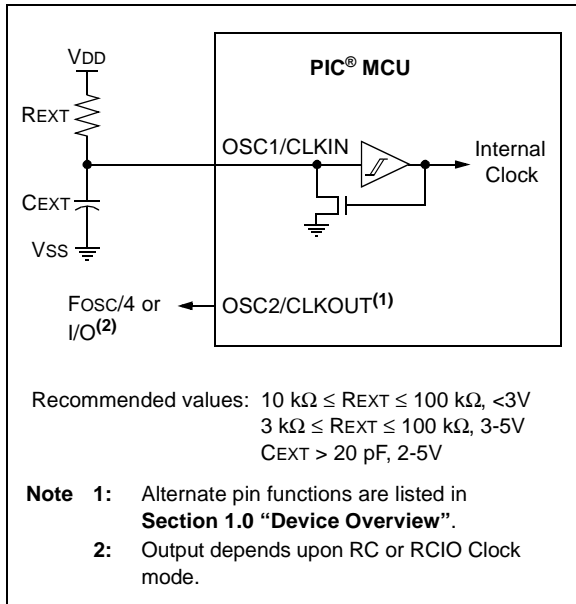 VDD
PIC® MCU
REXT
OSC1/CLKIN
Internal
Clock
CEXT
VSS
FOSC/4 or
I/O(2)
OSC2/CLKOUT(1)
Recommended values: 10 kΩ ≤ REXT ≤ 100 kΩ, <3V
3 kΩ ≤ REXT ≤ 100 kΩ, 3-5V
CEXT > 20 pF, 2-5V
Note 1: Alternate pin functions are listed in
Section 1.0 “Device Overview”.
2: Output depends upon RC or RCIO Clock
mode.